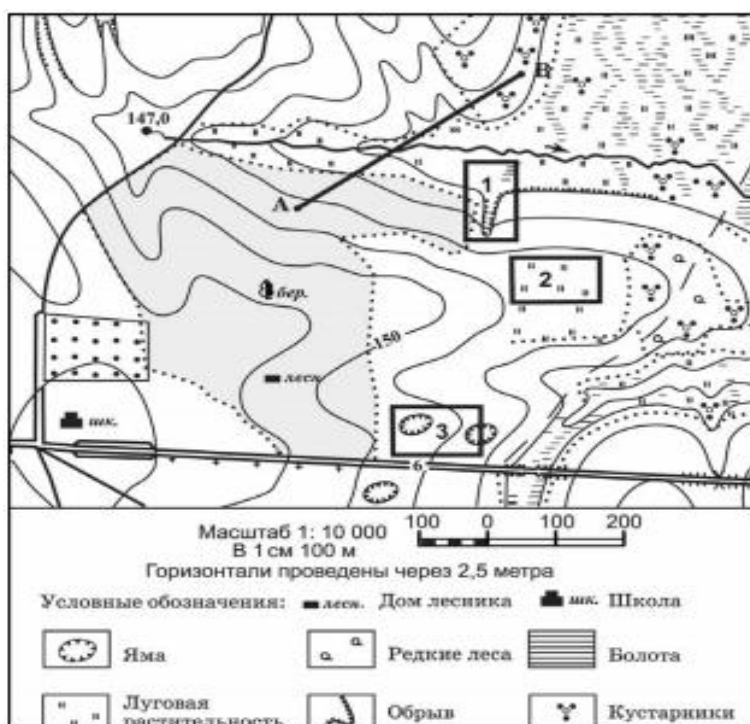 В
147,0
1
А
2
бер.
150
лесн.
3
шк.
6
Масштаб 1: 10 000 100 0 100 200
В 1 см 100 м
Горизонтали проведены через 2,5 метра
Условные обозначения: лесн. Дом лесника шк. Школа
Яма Редкие леса Болота
Луговая растительность Обрыв Кустарники